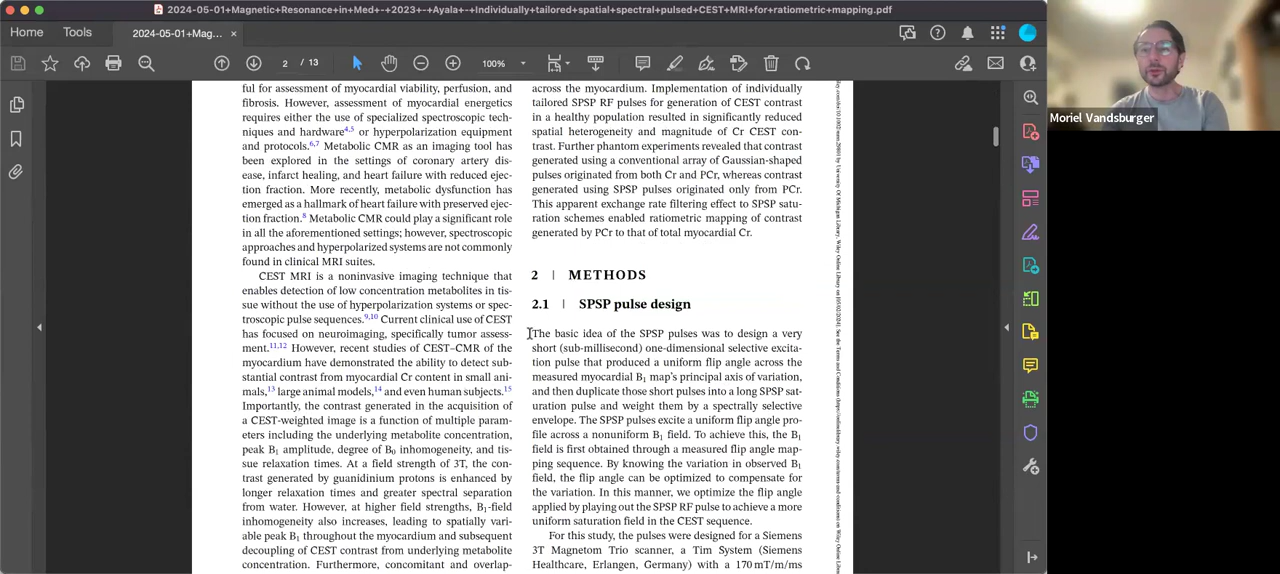 2024-05-01+Magnetic+Resonance+in+Med+-+2023+-+Ayala+-+Individually+tailored+spatial+spectral+pulsed+CEST+MRI+for+ratiometric+mapping.pdf
Home
Tools
2024-05-01+Mag...
2 / 13
100%
Moriel Vandsburger
ful for assessment of myocardial viability, perfusion, and
fibrosis. However, assessment of myocardial energetics
requires either the use of specialized spectroscopic tech-
niques and hardware4,5 or hyperpolarization equipment
and protocols.6,7 Metabolic CMR as an imaging tool has
been explored in the settings of coronary artery dis-
ease, infarct healing, and heart failure with reduced ejec-
tion fraction. More recently, metabolic dysfunction has
emerged as a hallmark of heart failure with preserved ejec-
tion fraction.8 Metabolic CMR could play a significant role
in all the aforementioned settings; however, spectroscopic
approaches and hyperpolarized systems are not commonly
found in clinical MRI suites.
CEST MRI is a noninvasive imaging technique that
enables detection of low concentration metabolites in tis-
sue without the use of hyperpolarization systems or spec-
troscopic pulse sequences.9,10 Current clinical use of CEST
has focused on neuroimaging, specifically tumor assess-
ment.11,12 However, recent studies of CEST–CMR of the
myocardium have demonstrated the ability to detect sub-
stantial contrast from myocardial Cr content in small ani-
mals,13 large animal models,14 and even human subjects.15
Importantly, the contrast generated in the acquisition of
a CEST-weighted image is a function of multiple param-
eters including the underlying metabolite concentration,
peak B1 amplitude, degree of B0 inhomogeneity, and tis-
sue relaxation times. At a field strength of 3T, the con-
trast generated by guanidinium protons is enhanced by
longer relaxation times and greater spectral separation
from water. However, at higher field strengths, B1-field
inhomogeneity also increases, leading to spatially vari-
able peak B1 throughout the myocardium and subsequent
decoupling of CEST contrast from underlying metabolite
concentration. Furthermore, concomitant and overlap-
across the myocardium. Implementation of individually
tailored SPSP RF pulses for generation of CEST contrast
in a healthy population resulted in significantly reduced
spatial heterogeneity and magnitude of Cr CEST con-
trast. Further phantom experiments revealed that contrast
generated using a conventional array of Gaussian-shaped
pulses originated from both Cr and PCr, whereas contrast
generated using SPSP pulses originated only from PCr.
This apparent exchange rate filtering effect to SPSP satu-
ration schemes enabled ratiometric mapping of contrast
generated by PCr to that of total myocardial Cr.
2 | METHODS
2.1 | SPSP pulse design
The basic idea of the SPSP pulses was to design a very
short (sub-millisecond) one-dimensional selective excita-
tion pulse that produced a uniform flip angle across the
measured myocardial B1 map's principal axis of variation,
and then duplicate those short pulses into a long SPSP sat-
uration pulse and weight them by a spectrally selective
envelope. The SPSP pulses excite a uniform flip angle pro-
file across a nonuniform B1 field. To achieve this, the B1
field is first obtained through a measured flip angle map-
ping sequence. By knowing the variation in observed B1
field, the flip angle can be optimized to compensate for
the variation. In this manner, we optimize the flip angle
applied by playing out the SPSP RF pulse to achieve a more
uniform saturation field in the CEST sequence.
For this study, the pulses were designed for a Siemens
3T Magnetom Trio scanner, a Tim System (Siemens
Healthcare, Erlangen, Germany) with a 170 mT/m/ms